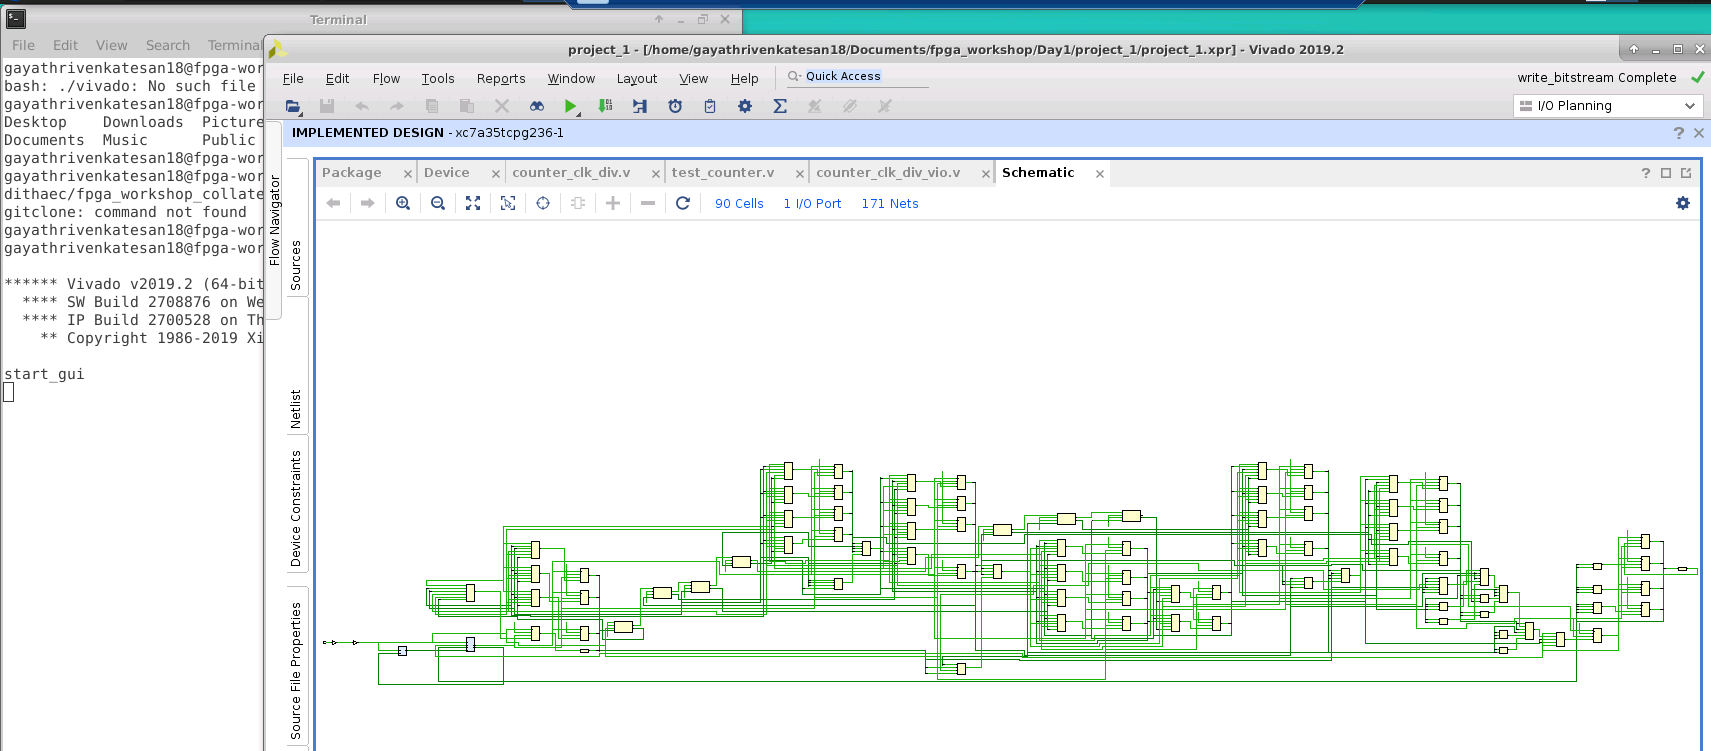 Terminal
File Edit View Search Terminal
gayathrivenkatesan18@fpga-wor
bash: ./vivado: No such file
gayathrivenkatesan18@fpga-wor
Desktop    Downloads  Picture
Documents  Music      Public
gayathrivenkatesan18@fpga-wor
gayathrivenkatesan18@fpga-wor
dithaec/fpga_workshop_collate
gitclone: command not found
gayathrivenkatesan18@fpga-wor
gayathrivenkatesan18@fpga-wor
****** Vivado v2019.2 (64-bit
**** SW Build 2708876 on We
**** IP Build 2700528 on Th
** Copyright 1986-2019 Xi
start_gui
project_1 - [/home/gayathrivenkatesan18/Documents/fpga_workshop/Day1/project_1/project_1.xpr] - Vivado 2019.2
File Edit Flow Tools Reports Window Layout View Help Quick Access
write_bitstream Complete
I/O Planning
IMPLEMENTED DESIGN - xc7a35tcpg236-1
Flow Navigator
Sources
Netlist
Device Constraints
Source File Properties
Package Device counter_clk_div.v test_counter.v counter_clk_div_vio.v Schematic
90 Cells 1 I/O Port 171 Nets